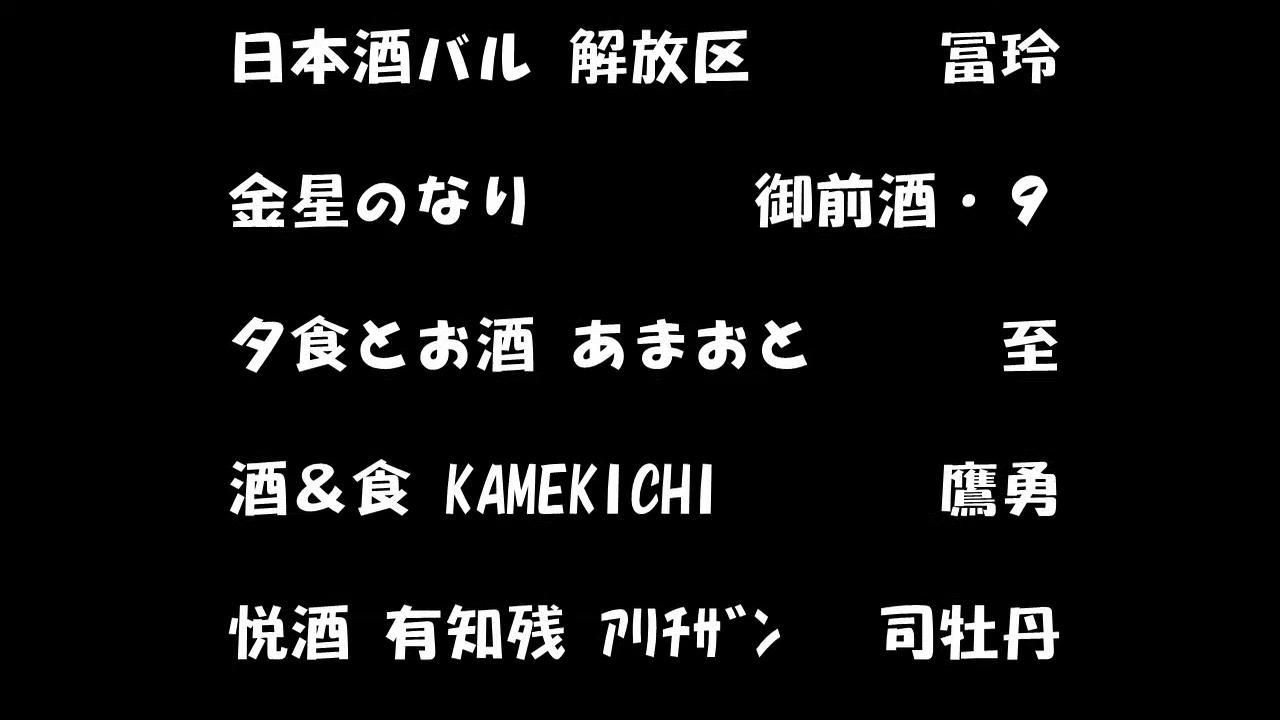 日本酒バル 解放区 冨玲
金星のなり 御前酒・9
夕食とお酒 あまおと 至
酒＆食 KAMEKICHI 鷹勇
悦酒 有知残 ｱﾘﾁｻﾞﾝ 司牡丹